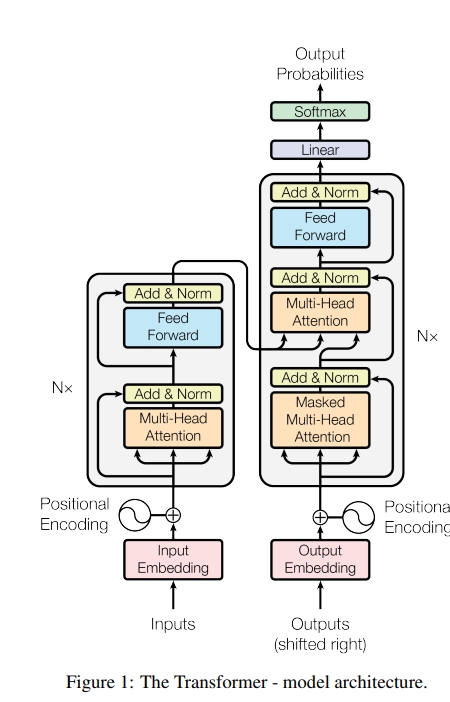 Output
Probabilities
Softmax
Linear
Add & Norm
Feed
Forward
Add & Norm
Multi-Head
Attention
Add & Norm
Masked
Multi-Head
Attention
Nx
Add & Norm
Feed
Forward
Add & Norm
Multi-Head
Attention
Nx
Positional
Encoding
Positiona
Encoding
Input
Embedding
Output
Embedding
Inputs
Outputs
(shifted right)
Figure 1: The Transformer - model architecture.